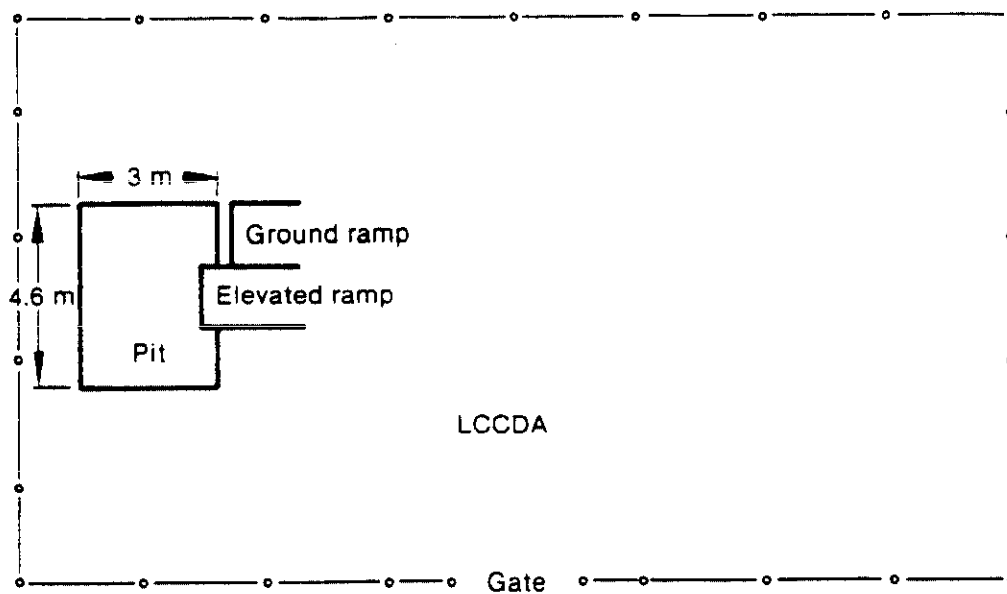 3 m
Ground ramp
4.6 m
Elevated ramp
Pit
LCCDA
Gate